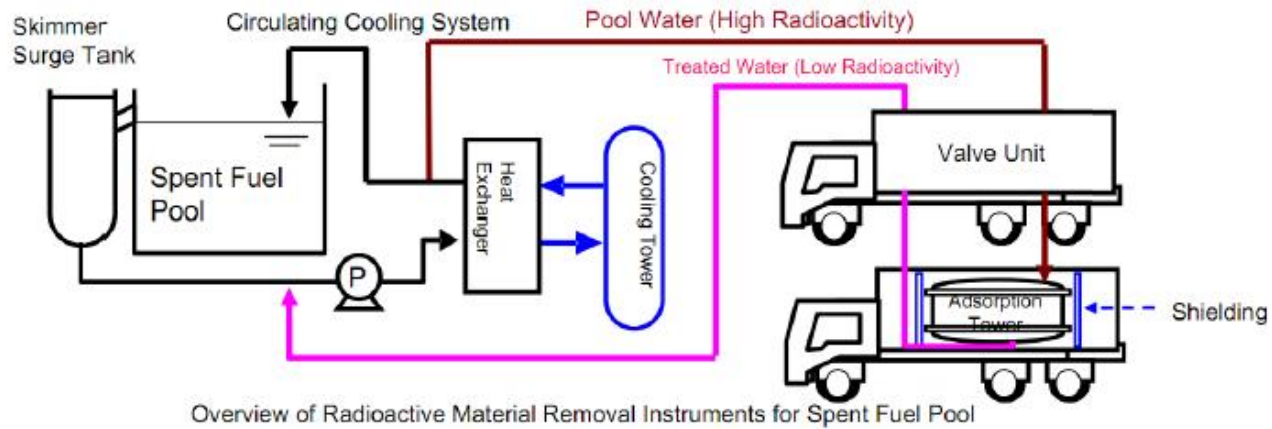 Skimmer
Surge Tank
Circulating Cooling System
Pool Water (High Radioactivity)
Treated Water (Low Radioactivity)
Spent Fuel
Pool
P
Heat
Exchanger
Cooling Tower
Valve Unit
Adsorption
Tower
Shielding
Overview of Radioactive Material Removal Instruments for Spent Fuel Pool